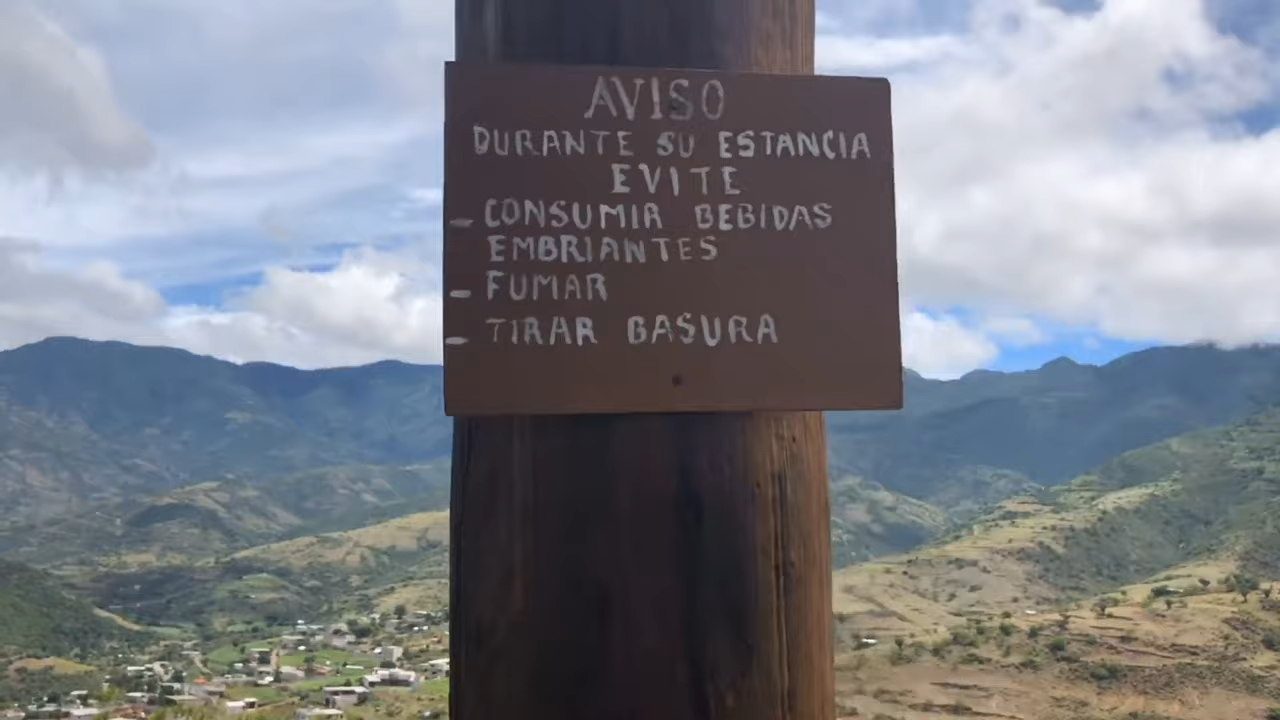 AVISO
DURANTE SU ESTANCIA
EVITE
- CONSUMIR BEBIDAS
EMBRIANTES
- FUMAR
- TIRAR BASURA